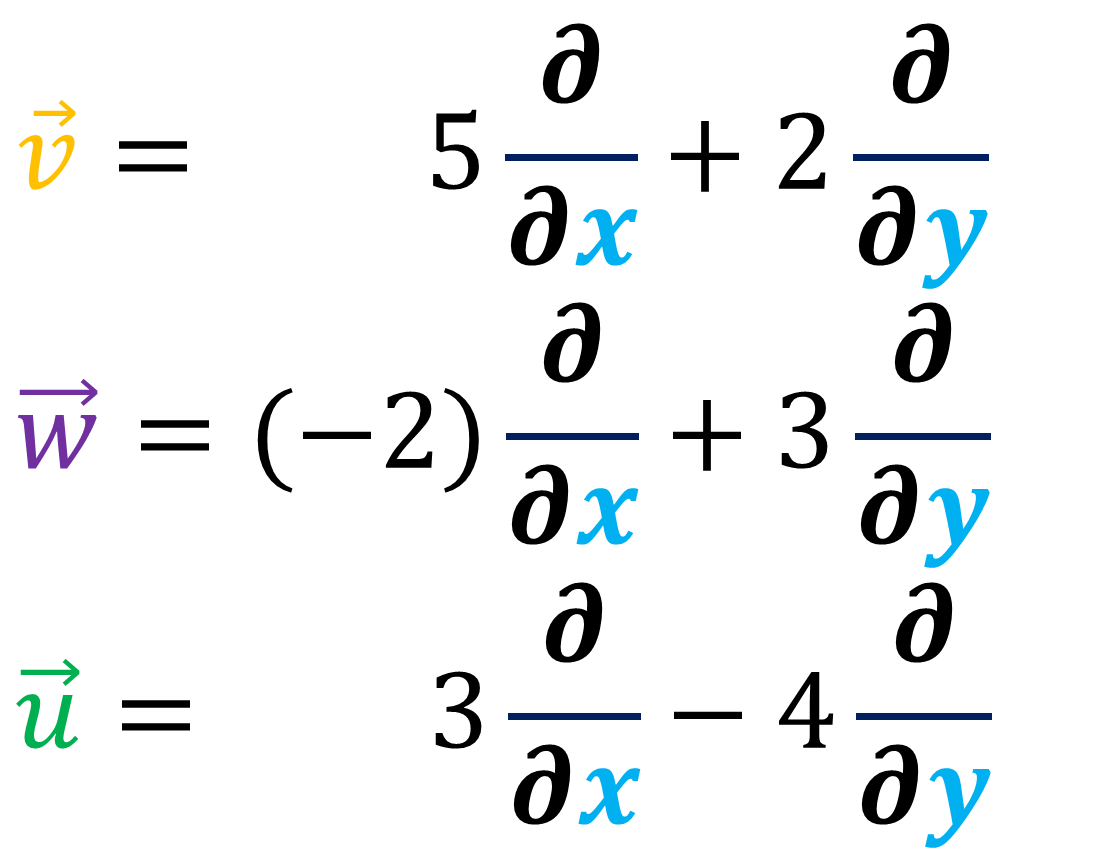 v⃗ = 5 ∂/∂x + 2 ∂/∂y
w⃗ = (−2) ∂/∂x + 3 ∂/∂y
u⃗ = 3 ∂/∂x − 4 ∂/∂y